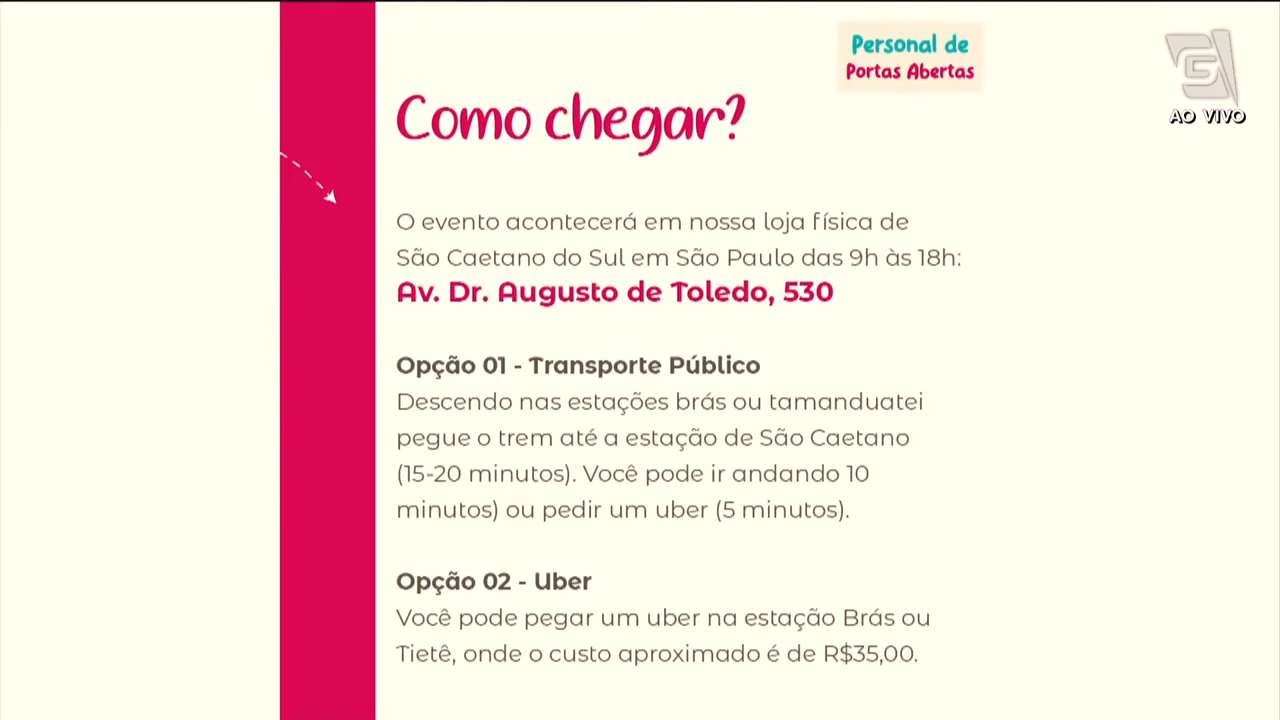 Personal de
Portas Abertas
AO VIVO
Como chegar?
O evento acontecerá em nossa loja física de
São Caetano do Sul em São Paulo das 9h às 18h:
Av. Dr. Augusto de Toledo, 530
Opção 01 - Transporte Público
Descendo nas estações brás ou tamanduatei
pegue o trem até a estação de São Caetano
(15-20 minutos). Você pode ir andando 10
minutos) ou pedir um uber (5 minutos).
Opção 02 - Uber
Você pode pegar um uber na estação Brás ou
Tietê, onde o custo aproximado é de R$35,00.